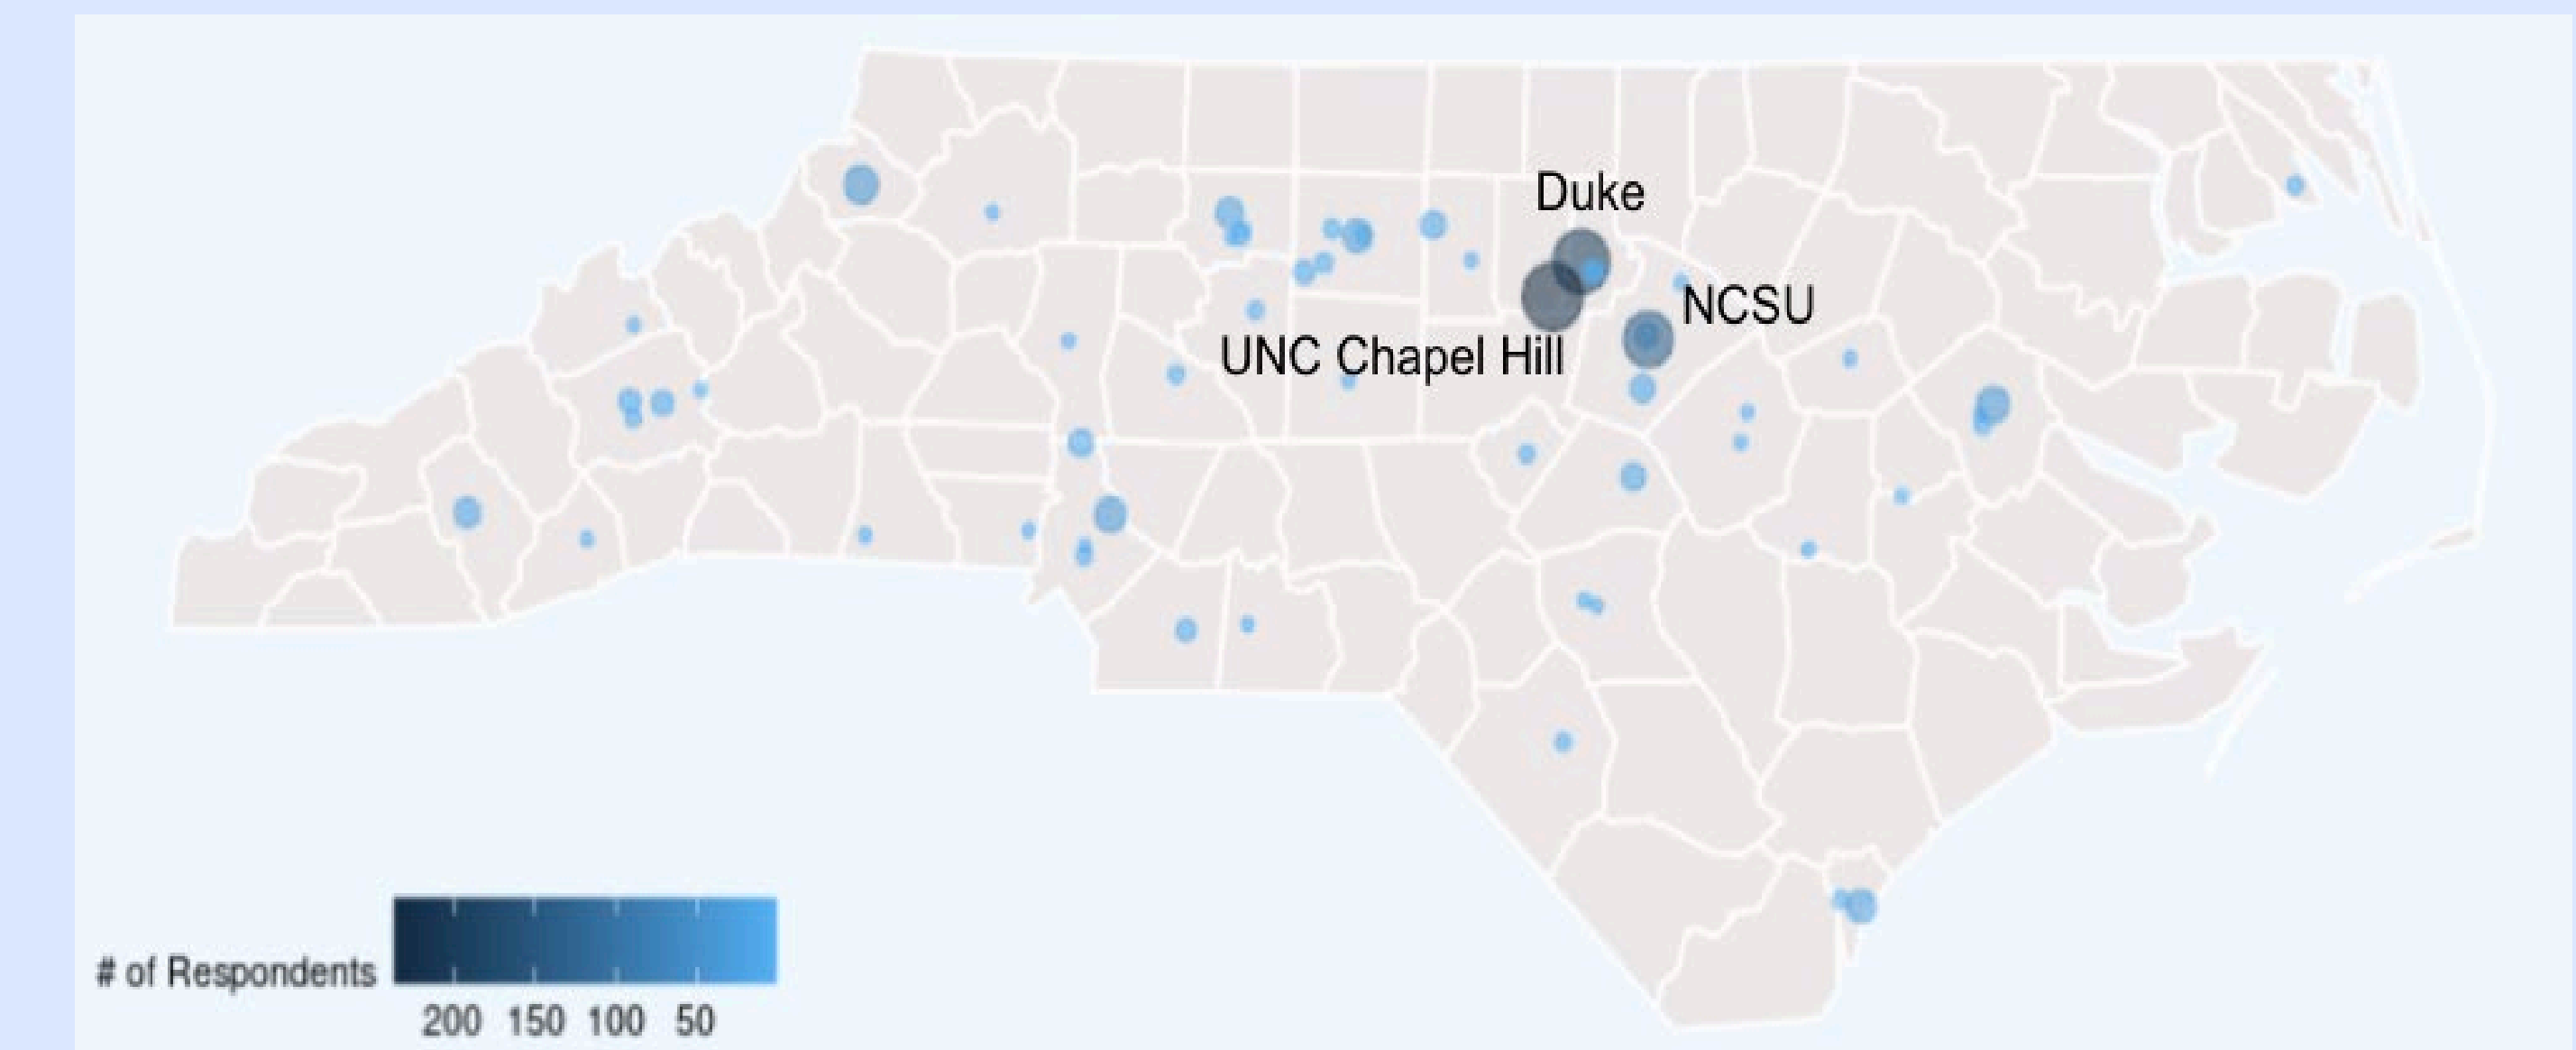 Duke
NCSU
UNC Chapel Hill
# of Respondents
200 150 100 50